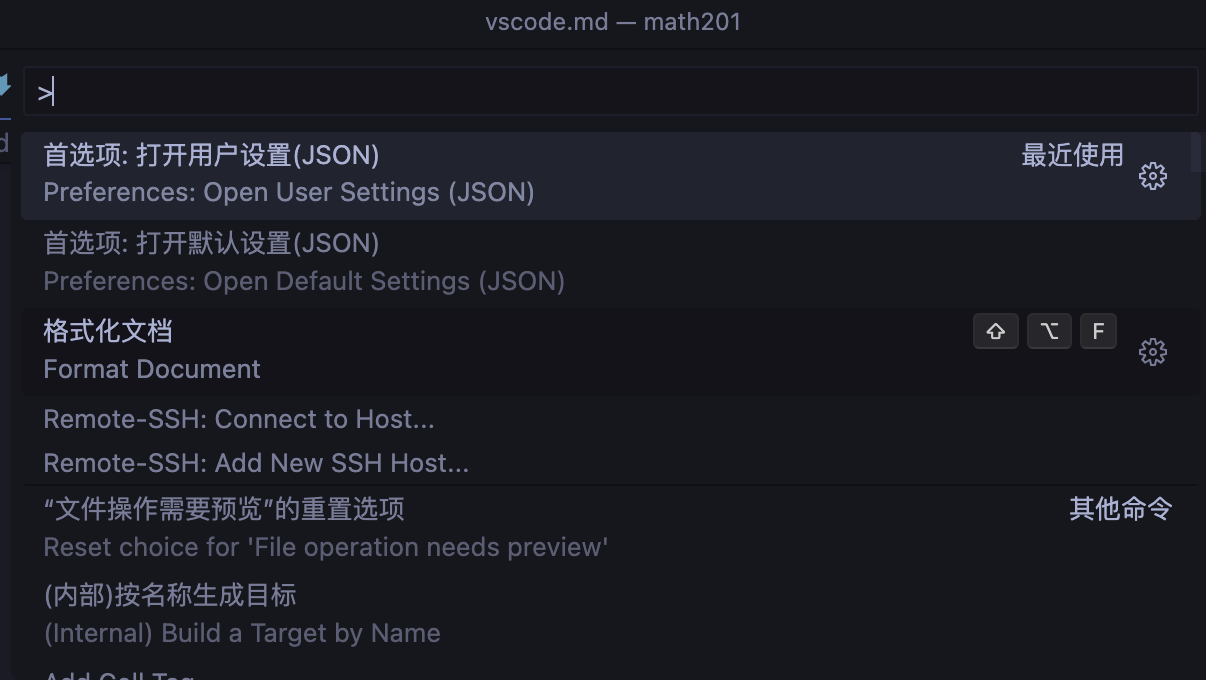 vscode.md — math201
>
首选项: 打开用户设置(JSON) 最近使用
Preferences: Open User Settings (JSON)
首选项: 打开默认设置(JSON)
Preferences: Open Default Settings (JSON)
格式化文档 ⇧ ⌥ F
Format Document
Remote-SSH: Connect to Host...
Remote-SSH: Add New SSH Host...
“文件操作需要预览”的重置选项 其他命令
Reset choice for 'File operation needs preview'
(内部)按名称生成目标
(Internal) Build a Target by Name
Add Cell Tag